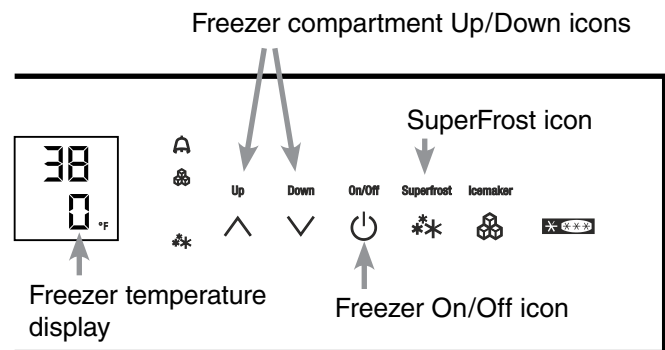 Freezer compartment Up/Down icons
SuperFrost icon
38
Up Down On/Off Superfrost Icemaker
0 °F
Freezer temperature
display
Freezer On/Off icon